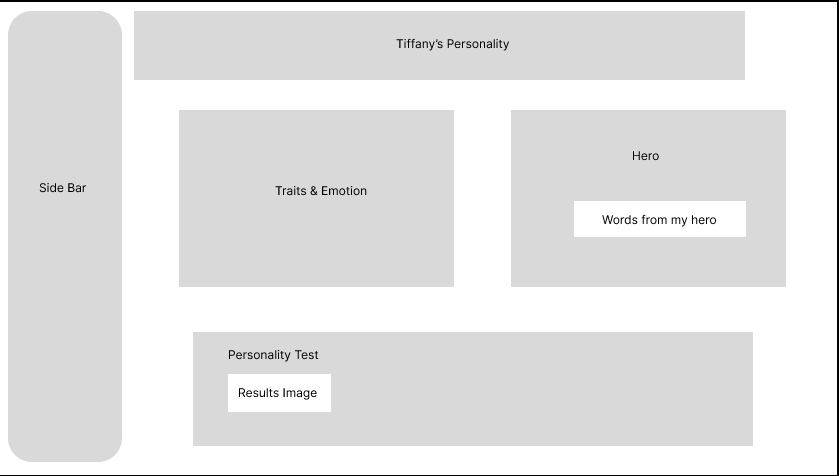 Tiffany’s Personality
Side Bar
Traits & Emotion
Hero
Words from my hero
Personality Test
Results Image